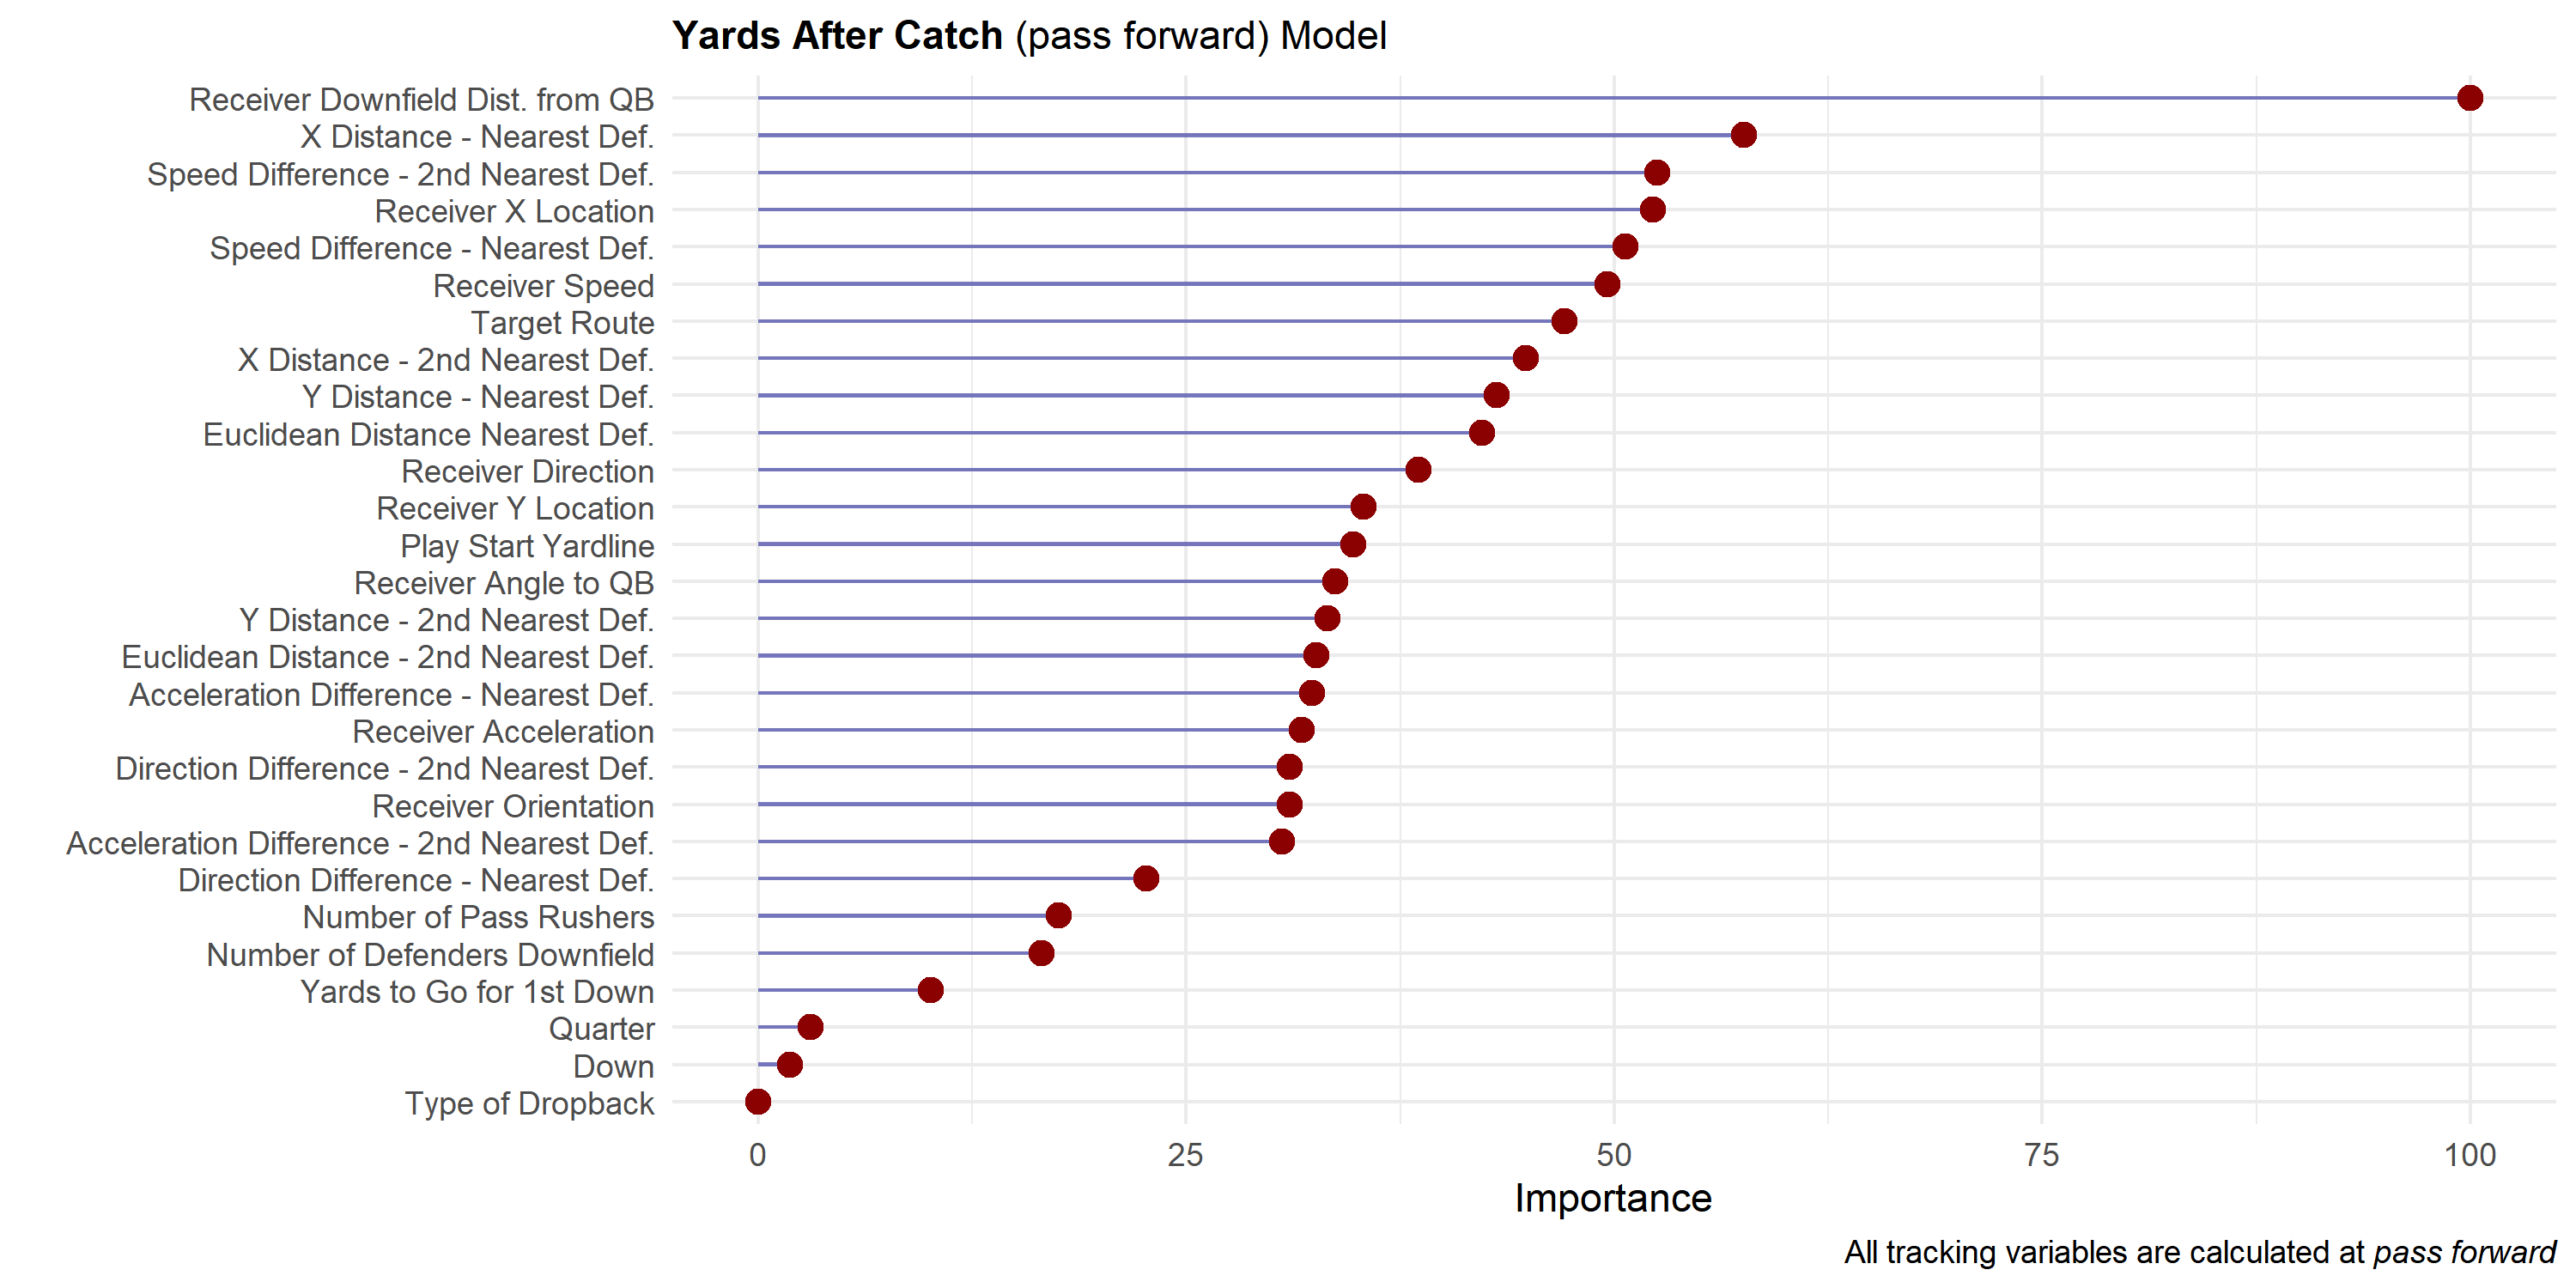 Yards After Catch (pass forward) Model
Receiver Downfield Dist. from QB
X Distance - Nearest Def.
Speed Difference - 2nd Nearest Def.
Receiver X Location
Speed Difference - Nearest Def.
Receiver Speed
Target Route
X Distance - 2nd Nearest Def.
Y Distance - Nearest Def.
Euclidean Distance Nearest Def.
Receiver Direction
Receiver Y Location
Play Start Yardline
Receiver Angle to QB
Y Distance - 2nd Nearest Def.
Euclidean Distance - 2nd Nearest Def.
Acceleration Difference - Nearest Def.
Receiver Acceleration
Direction Difference - 2nd Nearest Def.
Receiver Orientation
Acceleration Difference - 2nd Nearest Def.
Direction Difference - Nearest Def.
Number of Pass Rushers
Number of Defenders Downfield
Yards to Go for 1st Down
Quarter
Down
Type of Dropback
0 25 50 75 100
Importance
All tracking variables are calculated at pass forward